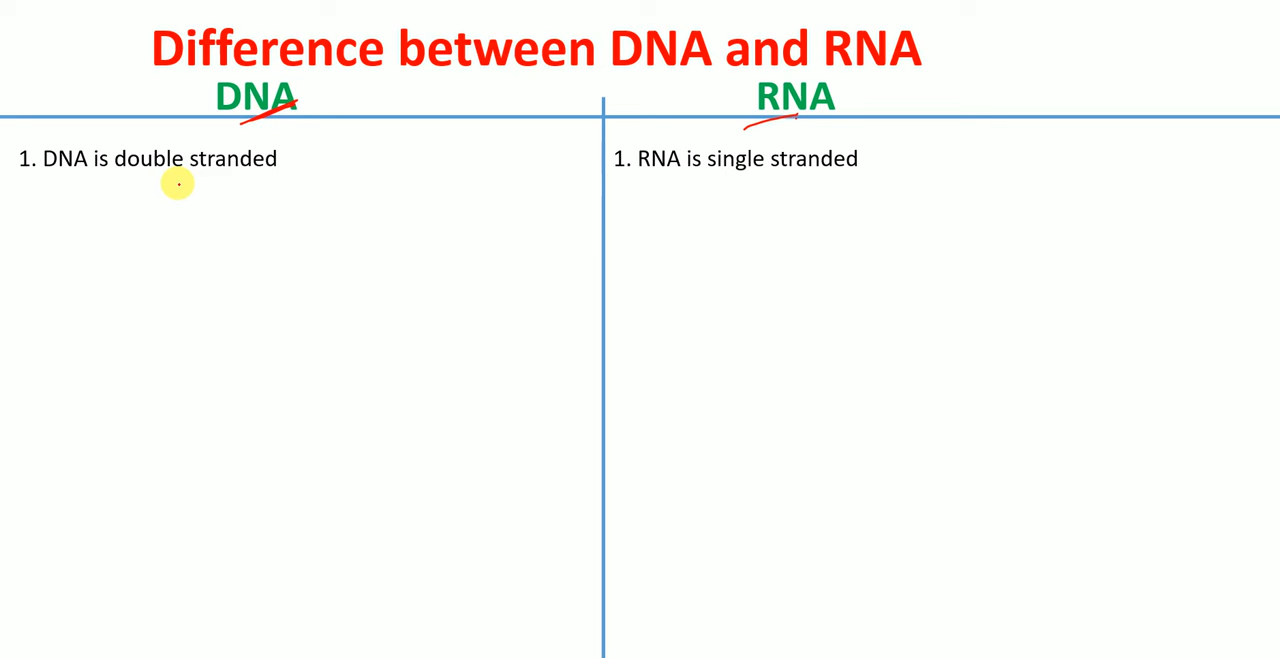 Difference between DNA and RNA
DNA
RNA
1. DNA is double stranded
1. RNA is single stranded